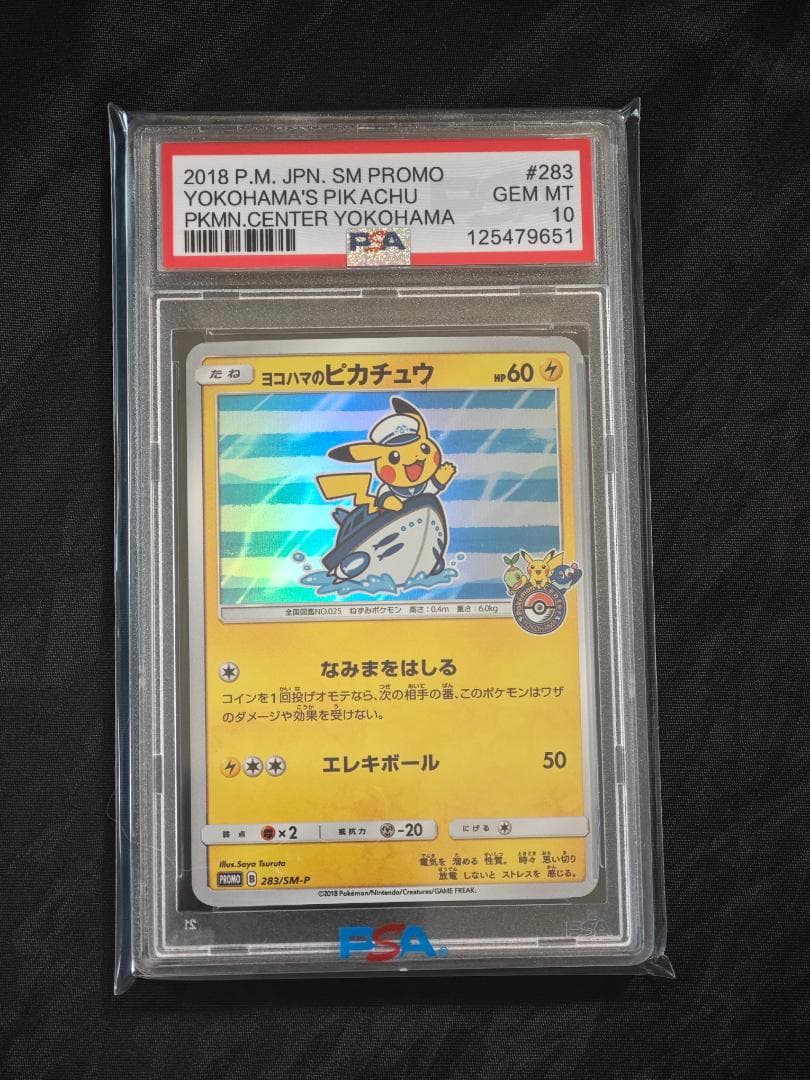 2018 P.M. JPN. SM PROMO #283
YOKOHAMA'S PIKACHU GEM MT
PKMN.CENTER YOKOHAMA 10
PSA 125479651
たね ヨコハマのピカチュウ HP60
Pokémon Center
YOKOHAMA
全国図鑑NO.025 ねずみポケモン 高さ:0.4m 重さ:6.0kg
なみまをはしる
コインを1回投げオモテなら、次の相手の番、このポケモンはワザ
のダメージや効果を受けない。
エレキボール 50
弱点 ×2 抵抗力 -20 にげる
Illus.Saya Tsuruta
電気を 溜める 性質。 時々 思い切り
放電 しないと ストレスを 感じる。
PROMO B 283/SM-P
©2018 Pokémon/Nintendo/Creatures/GAME FREAK.
PSA®
PSA
21